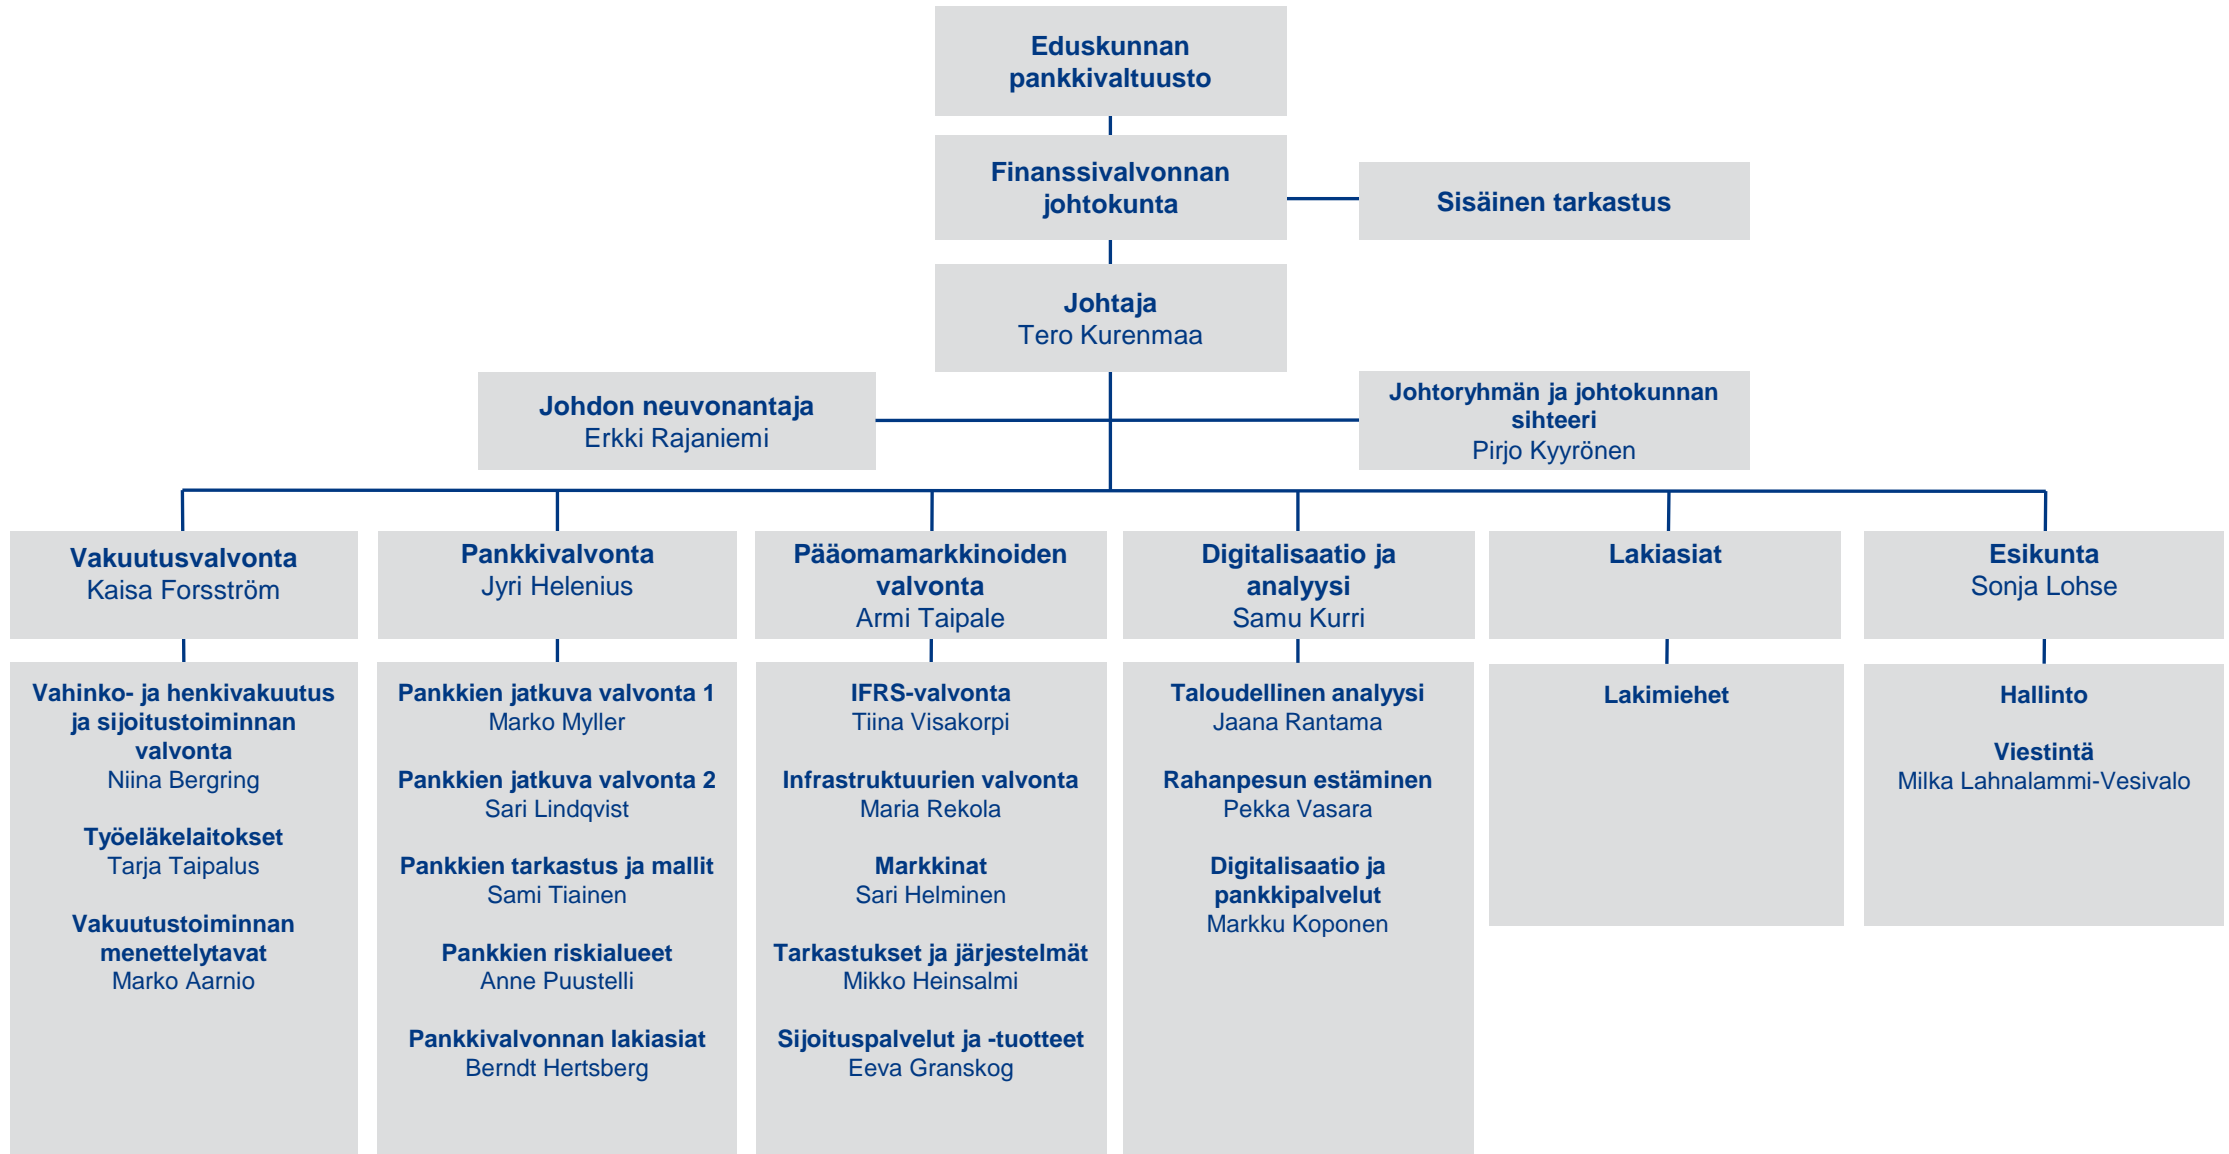 Eduskunnan
pankkivaltuusto
Finanssivalvonnan
johtokunta
Sisäinen tarkastus
Johtaja
Tero Kurenmaa
Johdon neuvonantaja
Erkki Rajaniemi
Johtoryhmän ja johtokunnan
sihteeri
Pirjo Kyyrönen
Vakuutusvalvonta
Kaisa Forsström
Pankkivalvonta
Jyri Helenius
Pääomamarkkinoiden
valvonta
Armi Taipale
Digitalisaatio ja
analyysi
Samu Kurri
Lakiasiat
Esikunta
Sonja Lohse
Vahinko- ja henkivakuutus
ja sijoitustoiminnan
valvonta
Niina Bergring
Työeläkelaitokset
Tarja Taipalus
Vakuutustoiminnan
menettelytavat
Marko Aarnio
Pankkien jatkuva valvonta 1
Marko Myller
Pankkien jatkuva valvonta 2
Sari Lindqvist
Pankkien tarkastus ja mallit
Sami Tiainen
Pankkien riskialueet
Anne Puustelli
Pankkivalvonnan lakiasiat
Berndt Hertsberg
IFRS-valvonta
Tiina Visakorpi
Infrastruktuurien valvonta
Maria Rekola
Markkinat
Sari Helminen
Tarkastukset ja järjestelmät
Mikko Heinsalmi
Sijoituspalvelut ja -tuotteet
Eeva Granskog
Taloudellinen analyysi
Jaana Rantama
Rahanpesun estäminen
Pekka Vasara
Digitalisaatio ja
pankkipalvelut
Markku Koponen
Lakimiehet
Hallinto
Viestintä
Milka Lahnalammi-Vesivalo